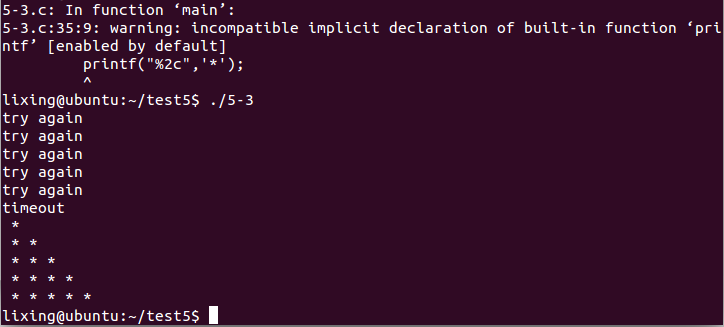 5-3.c: In function ‘main’:
5-3.c:35:9: warning: incompatible implicit declaration of built-in function ‘pri
ntf’ [enabled by default]
         printf("%2c",'*');
         ^
lixing@ubuntu:~/test5$ ./5-3
try again
try again
try again
try again
try again
timeout
 *
 * *
 * * *
 * * * *
 * * * * *
lixing@ubuntu:~/test5$